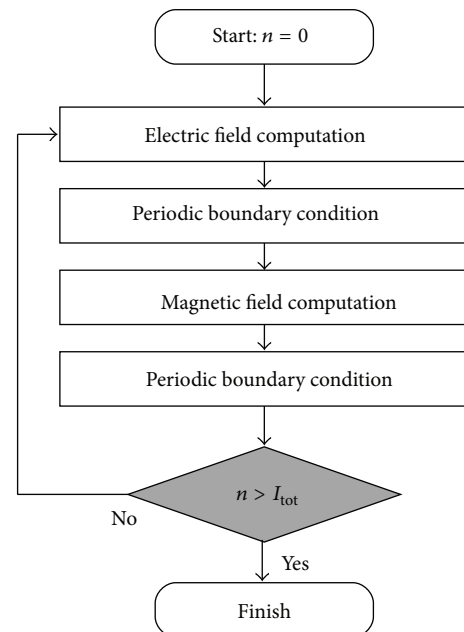 Start: n = 0
Electric field computation
Periodic boundary condition
Magnetic field computation
Periodic boundary condition
n > I_tot
No
Yes
Finish